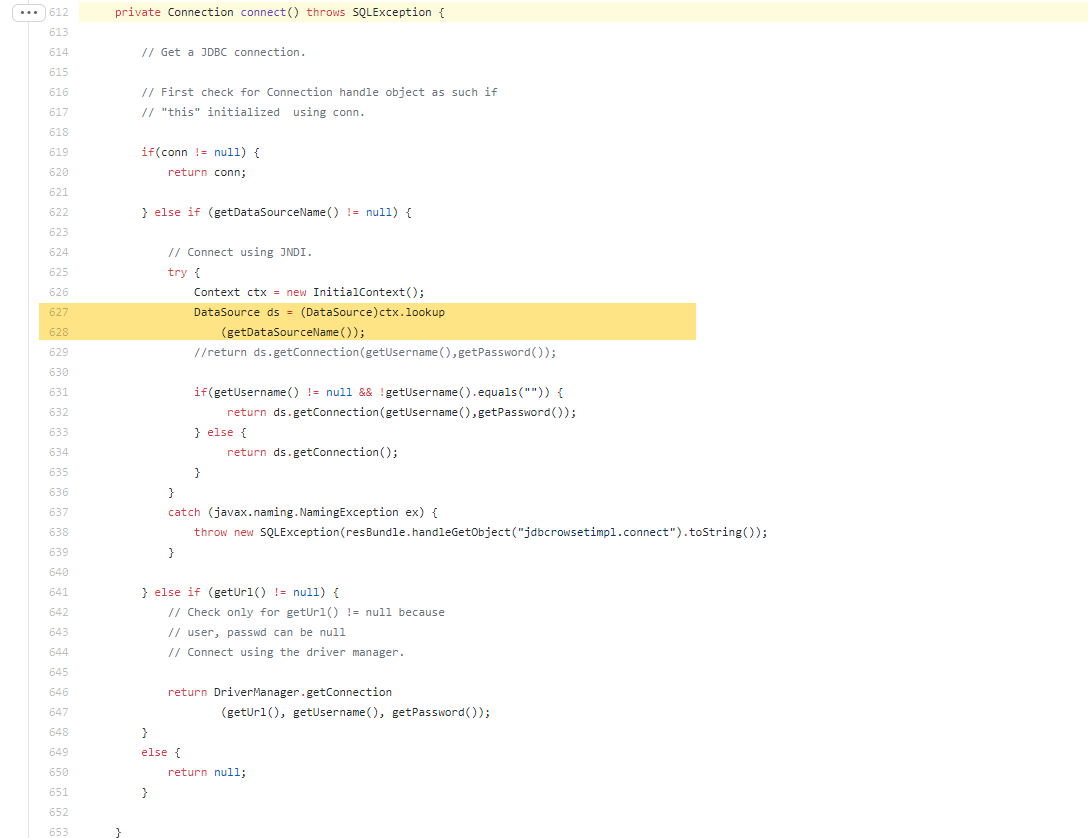 ••• 612 private Connection connect() throws SQLException {
613
614 // Get a JDBC connection.
615
616 // First check for Connection handle object as such if
617 // "this" initialized  using conn.
618
619 if(conn != null) {
620 return conn;
621
622 } else if (getDataSourceName() != null) {
623
624 // Connect using JNDI.
625 try {
626 Context ctx = new InitialContext();
627 DataSource ds = (DataSource)ctx.lookup
628 (getDataSourceName());
629 //return ds.getConnection(getUsername(),getPassword());
630
631 if(getUsername() != null && !getUsername().equals("")) {
632 return ds.getConnection(getUsername(),getPassword());
633 } else {
634 return ds.getConnection();
635 }
636 }
637 catch (javax.naming.NamingException ex) {
638 throw new SQLException(resBundle.handleGetObject("jdbcrowsetimpl.connect").toString());
639 }
640
641 } else if (getUrl() != null) {
642 // Check only for getUrl() != null because
643 // user, passwd can be null
644 // Connect using the driver manager.
645
646 return DriverManager.getConnection
647 (getUrl(), getUsername(), getPassword());
648 }
649 else {
650 return null;
651 }
652
653 }